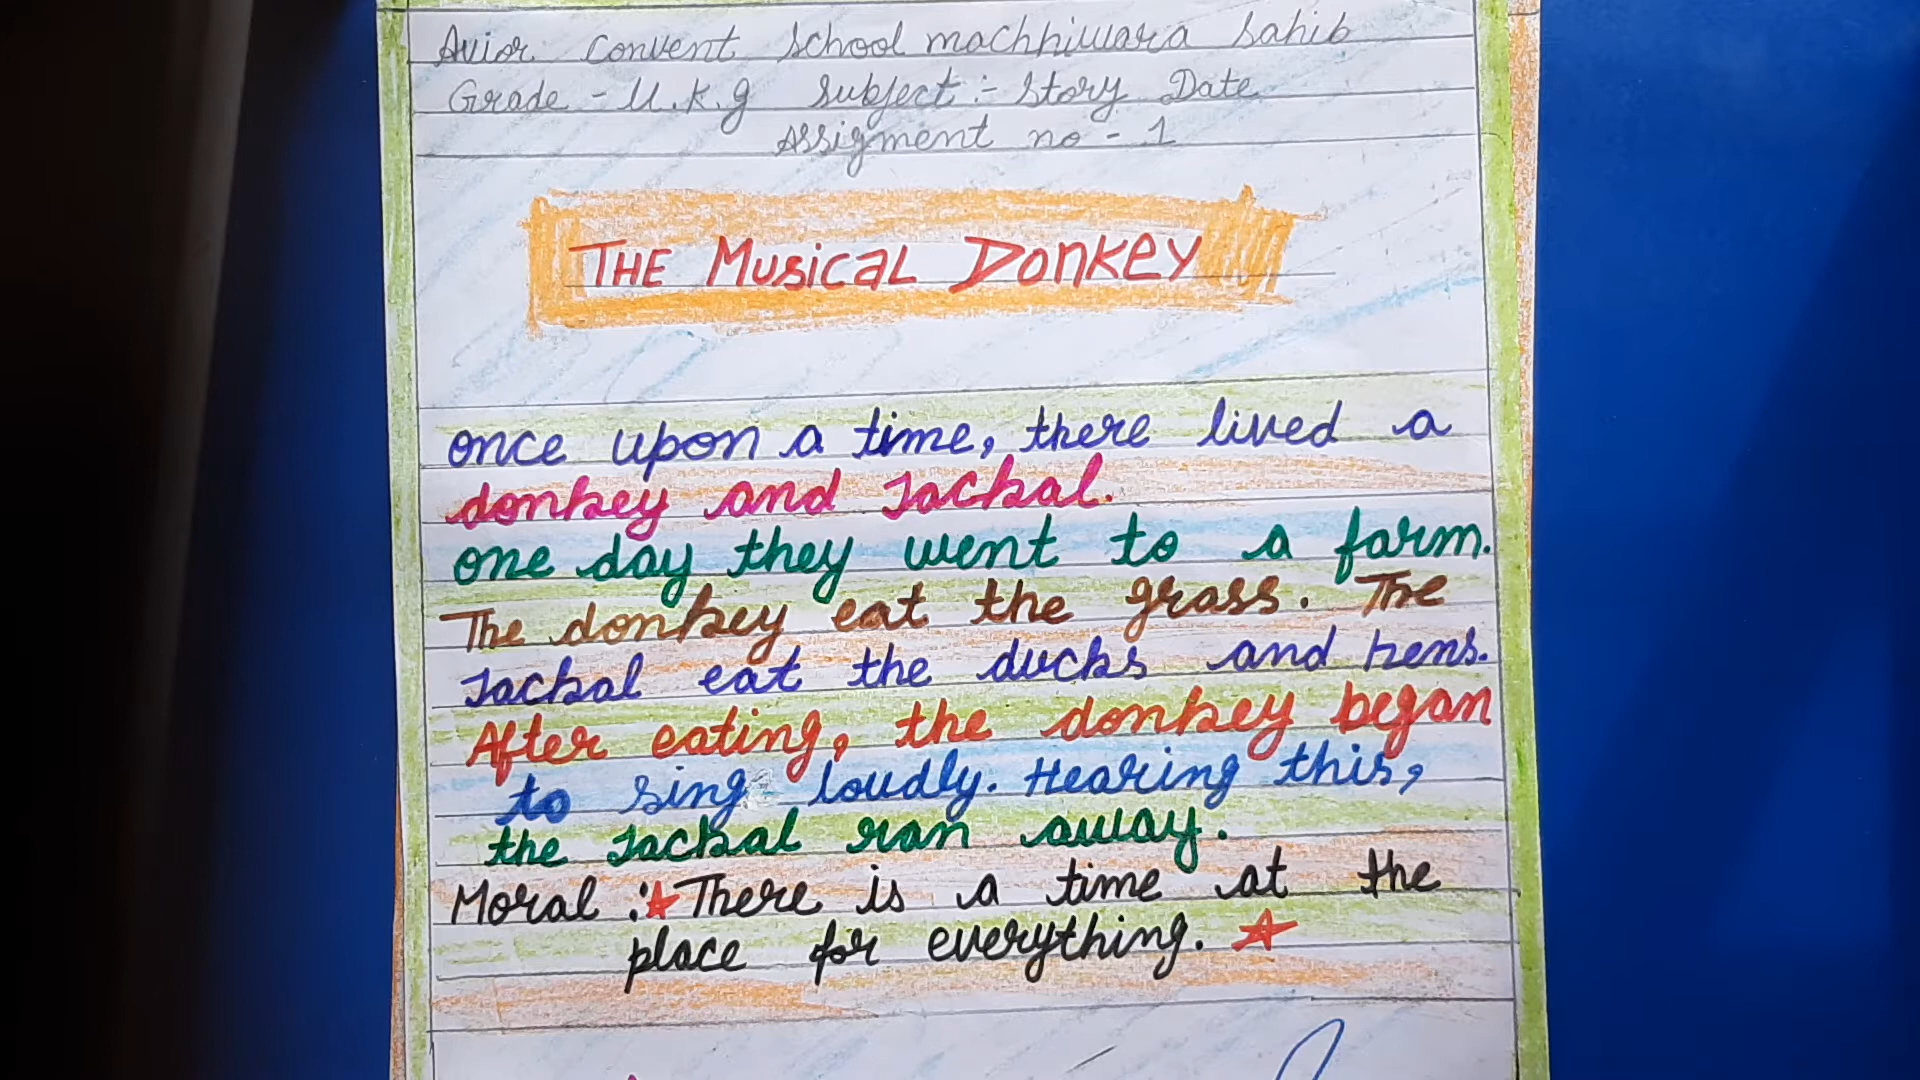 Avior convent school machhiwara sahib
Grade - U.K.g subject :- story Date
Assigment no - 1
THE MUSICAL DONKEY
once upon a time, there lived a
donkey and Jackal.
one day they went to a farm.
The donkey eat the grass. The
Jackal eat the ducks and hens.
After eating, the donkey began
to sing loudly. Hearing this,
the Jackal ran away.
Moral : There is a time at the
place for everything.